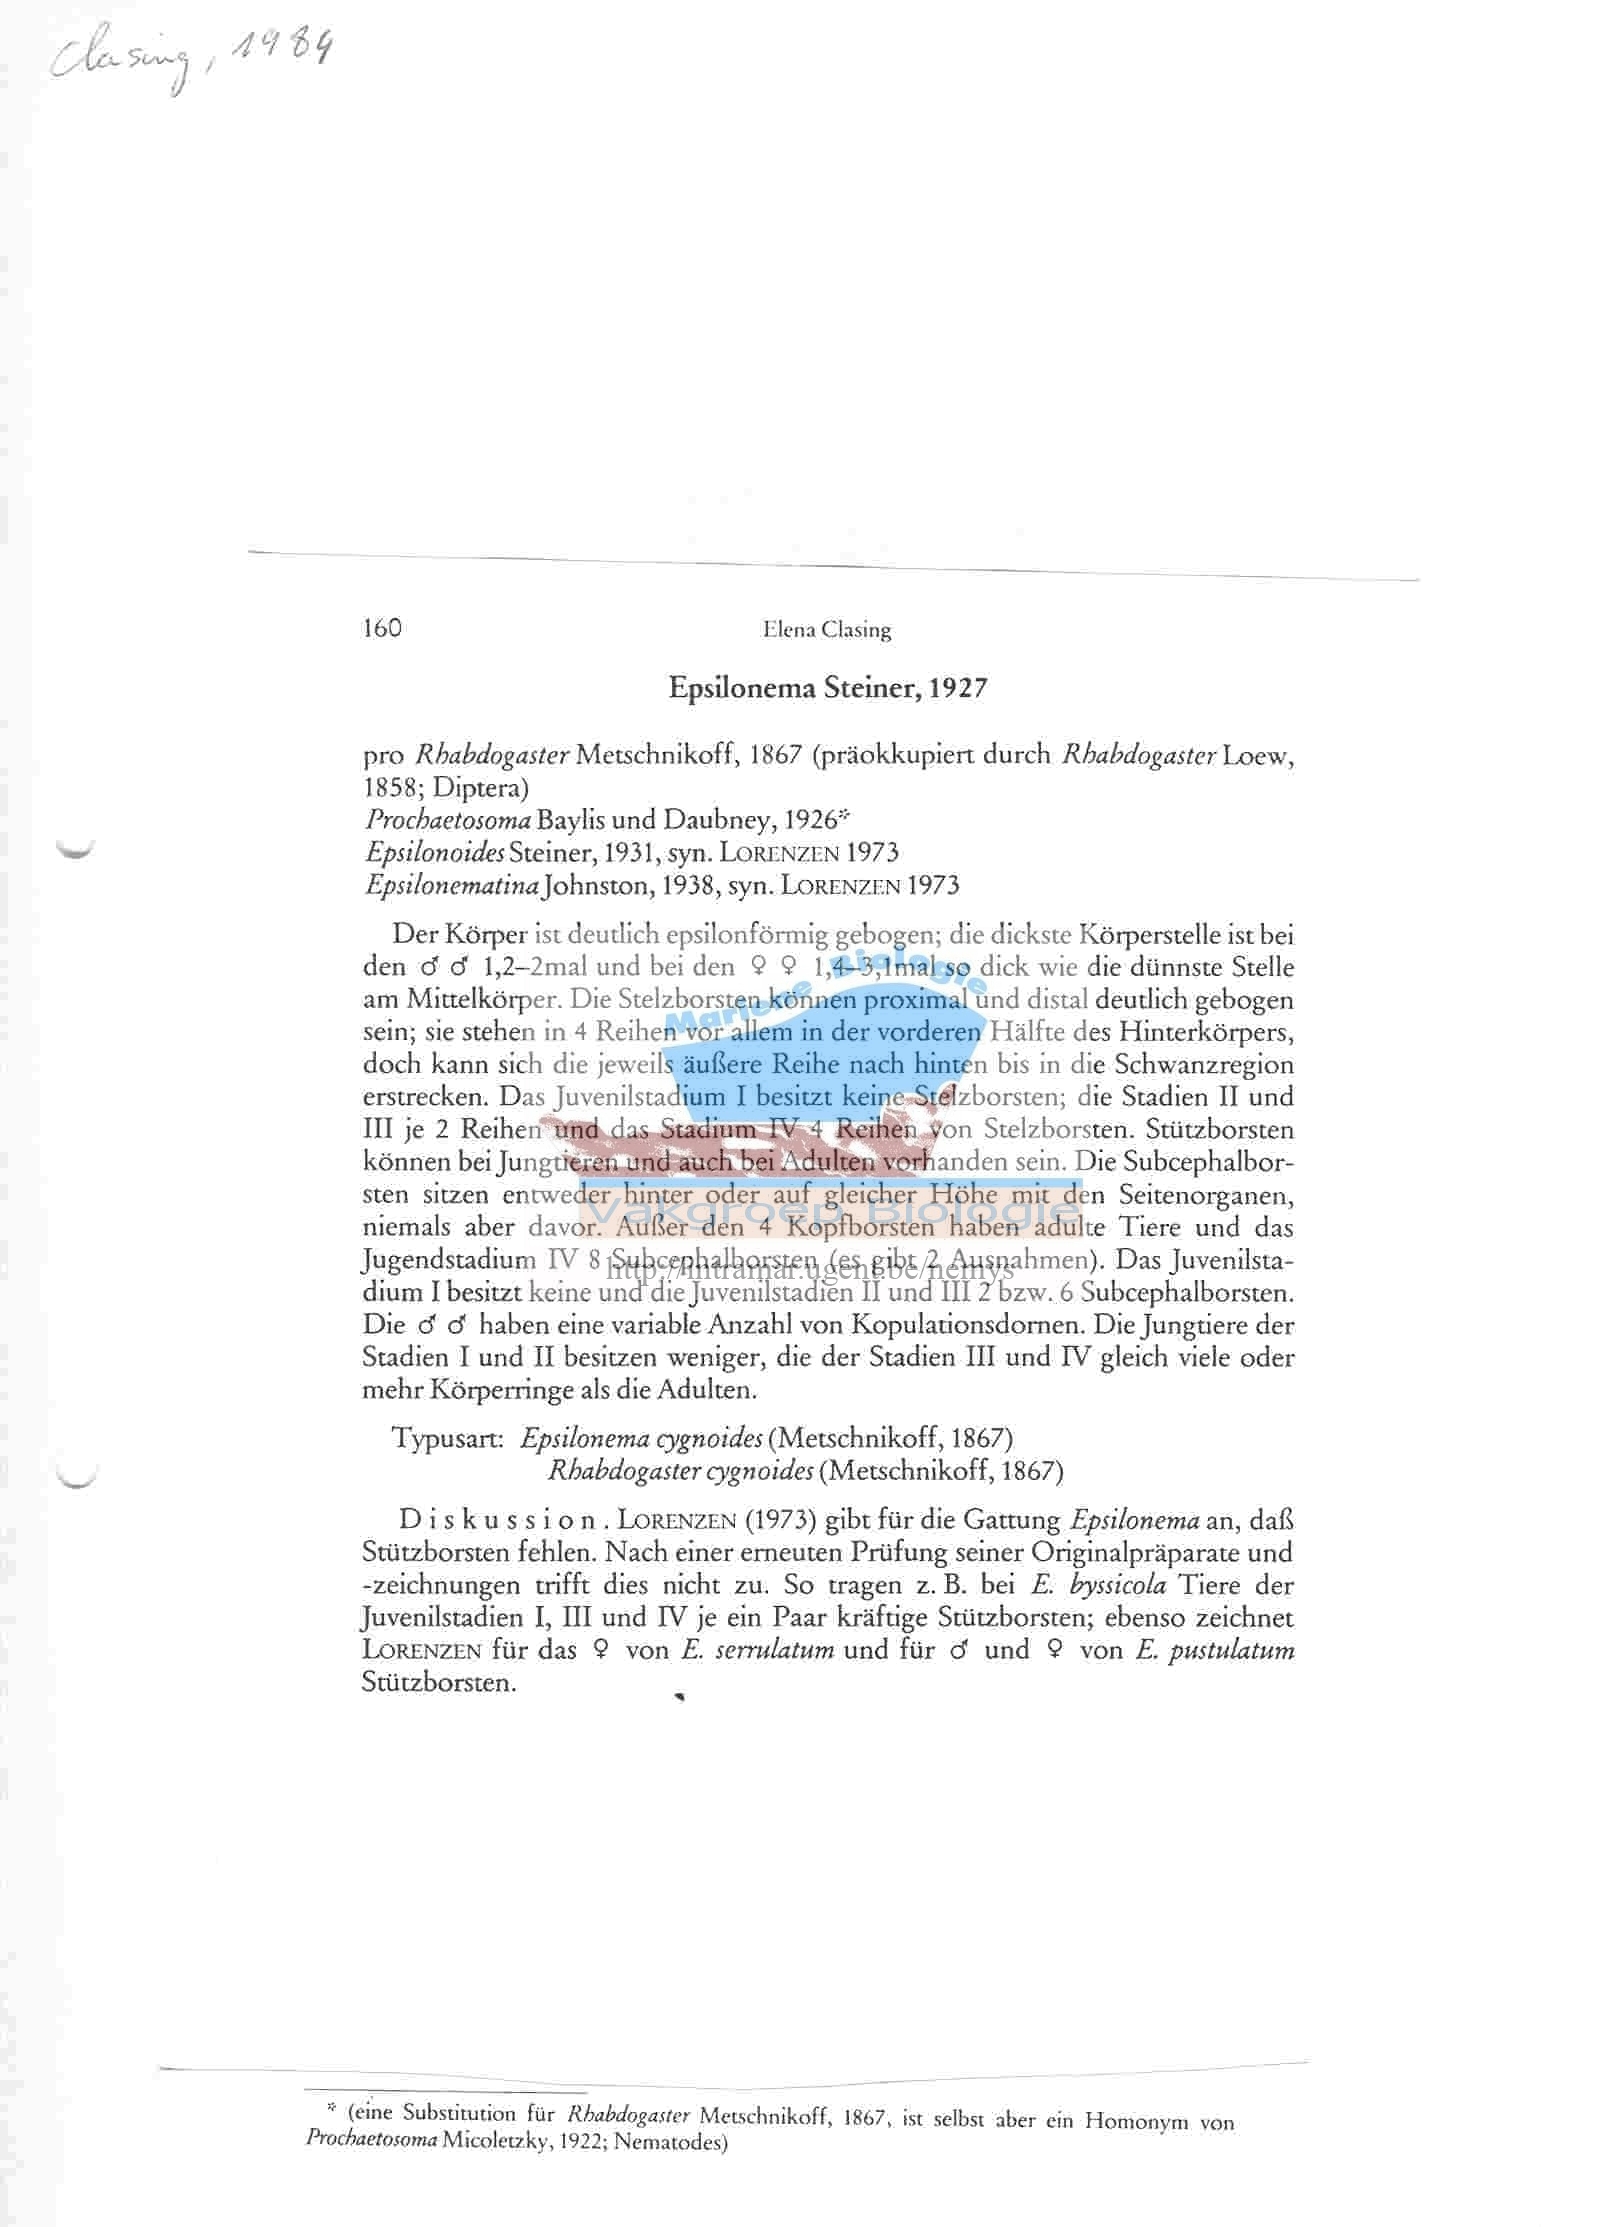 Clasing, 1984
160 Elena Clasing
Epsilonema Steiner, 1927
pro Rhabdogaster Metschnikoff, 1867 (präokkupiert durch Rhabdogaster Loew,
1858; Diptera)
Prochaetosoma Baylis und Daubney, 1926*
Epsilonoides Steiner, 1931, syn. LORENZEN 1973
Epsilonematina Johnston, 1938, syn. LORENZEN 1973
Der Körper ist deutlich epsilonförmig gebogen; die dickste Körperstelle ist bei
den ♂ ♂ 1,2–2mal und bei den ♀ ♀ 1,4–3,1mal so dick wie die dünnste Stelle
am Mittelkörper. Die Stelzborsten können proximal und distal deutlich gebogen
sein; sie stehen in 4 Reihen vor allem in der vorderen Hälfte des Hinterkörpers,
doch kann sich die jeweils äußere Reihe nach hinten bis in die Schwanzregion
erstrecken. Das Juvenilstadium I besitzt keine Stelzborsten; die Stadien II und
III je 2 Reihen und das Stadium IV 4 Reihen von Stelzborsten. Stützborsten
können bei Jungtieren und auch bei Adulten vorhanden sein. Die Subcephalbor-
sten sitzen entweder hinter oder auf gleicher Höhe mit den Seitenorganen,
niemals aber davor. Außer den 4 Kopfborsten haben adulte Tiere und das
Jugendstadium IV 8 Subcephalborsten (es gibt 2 Ausnahmen). Das Juvenilsta-
dium I besitzt keine und die Juvenilstadien II und III 2 bzw. 6 Subcephalborsten.
Die ♂ ♂ haben eine variable Anzahl von Kopulationsdornen. Die Jungtiere der
Stadien I und II besitzen weniger, die der Stadien III und IV gleich viele oder
mehr Körperringe als die Adulten.
Typusart: Epsilonema cygnoides (Metschnikoff, 1867)
Rhabdogaster cygnoides (Metschnikoff, 1867)
Diskussion. LORENZEN (1973) gibt für die Gattung Epsilonema an, daß
Stützborsten fehlen. Nach einer erneuten Prüfung seiner Originalpräparate und
-zeichnungen trifft dies nicht zu. So tragen z. B. bei E. byssicola Tiere der
Juvenilstadien I, III und IV je ein Paar kräftige Stützborsten; ebenso zeichnet
LORENZEN für das ♀ von E. serrulatum und für ♂ und ♀ von E. pustulatum
Stützborsten.
Mariene Biologie
Vakgroep Biologie
http://intramar.ugent.be/nemys
* (eine Substitution für Rhabdogaster Metschnikoff, 1867, ist selbst aber ein Homonym von
Prochaetosoma Micoletzky, 1922; Nematodes)